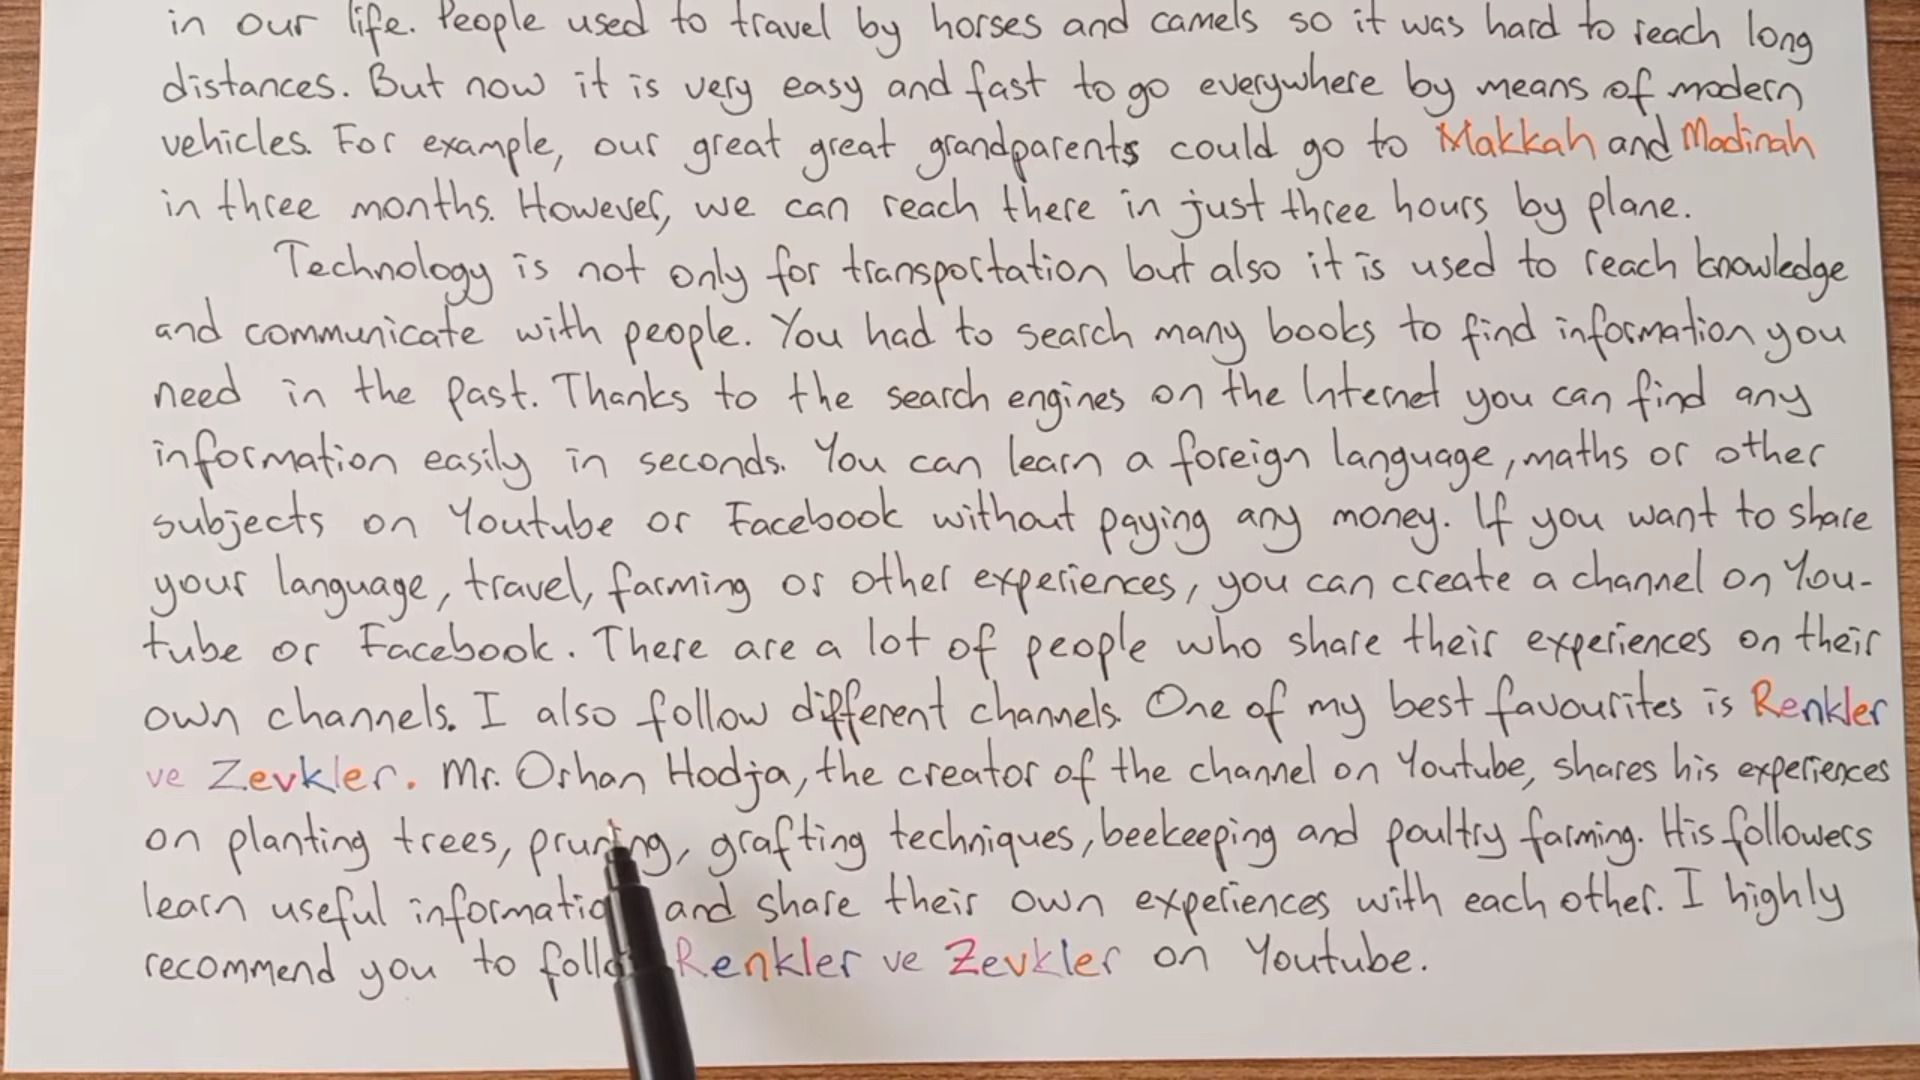 in our life. People used to travel by horses and camels so it was hard to reach long
distances. But now it is very easy and fast to go everywhere by means of modern
vehicles. For example, our great great grandparents could go to Makkah and Madinah
in three months. However, we can reach there in just three hours by plane.
Technology is not only for transportation but also it is used to reach knowledge
and communicate with people. You had to search many books to find information you
need in the past. Thanks to the search engines on the Internet you can find any
information easily in seconds. You can learn a foreign language, maths or other
subjects on Youtube or Facebook without paying any money. If you want to share
your language, travel, farming or other experiences, you can create a channel on You-
tube or Facebook. There are a lot of people who share their experiences on their
own channels. I also follow different channels. One of my best favourites is Renkler
ve Zevkler. Mr. Orhan Hodja, the creator of the channel on Youtube, shares his experiences
on planting trees, pruning, grafting techniques, beekeeping and poultry farming. His followers
learn useful information and share their own experiences with each other. I highly
recommend you to follow Renkler ve Zevkler on Youtube.